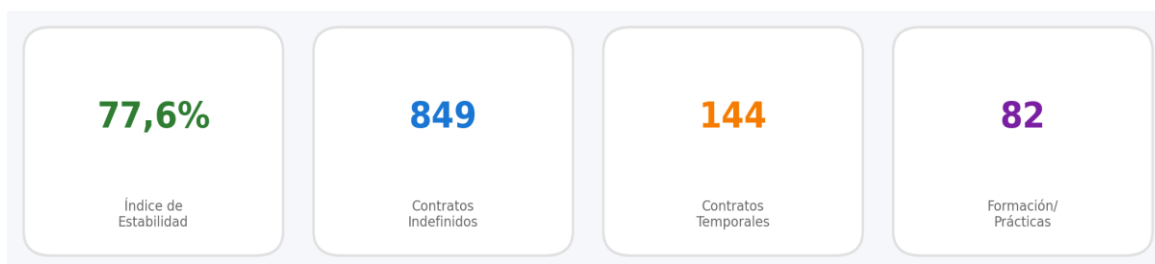 77,6%
849
144
82
Índice de
Estabilidad
Contratos
Indefinidos
Contratos
Temporales
Formación/
Prácticas